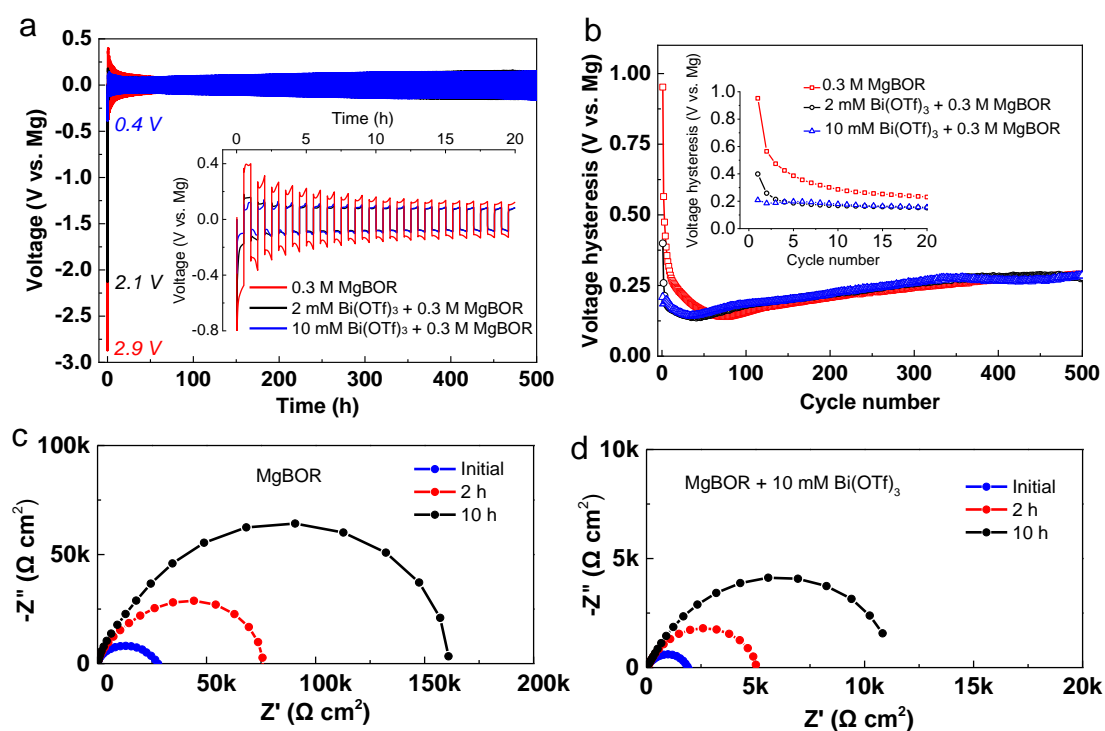 a
Voltage (V vs. Mg)
0.5
0.0
-0.5
-1.0
-1.5
-2.0
-2.5
-3.0
0.4 V
2.1 V
2.9 V
0 100 200 300 400 500
Time (h)
Time (h)
0 5 10 15 20
Voltage (V vs. Mg)
0.4
0.0
-0.4
-0.8
0.3 M MgBOR
2 mM Bi(OTf)₃ + 0.3 M MgBOR
10 mM Bi(OTf)₃ + 0.3 M MgBOR
b
Voltage hysteresis (V vs. Mg)
1.00
0.75
0.50
0.25
0.00
0 100 200 300 400 500
Cycle number
Voltage hysteresis (V vs. Mg)
1.0
0.8
0.6
0.4
0.2
0.0
0 5 10 15 20
Cycle number
0.3 M MgBOR
2 mM Bi(OTf)₃ + 0.3 M MgBOR
10 mM Bi(OTf)₃ + 0.3 M MgBOR
c
-Z" (Ω cm²)
100k
50k
0
MgBOR
Initial
2 h
10 h
0 50k 100k 150k 200k
Z' (Ω cm²)
d
-Z" (Ω cm²)
10k
5k
0
MgBOR + 10 mM Bi(OTf)₃
Initial
2 h
10 h
0 5k 10k 15k 20k
Z' (Ω cm²)